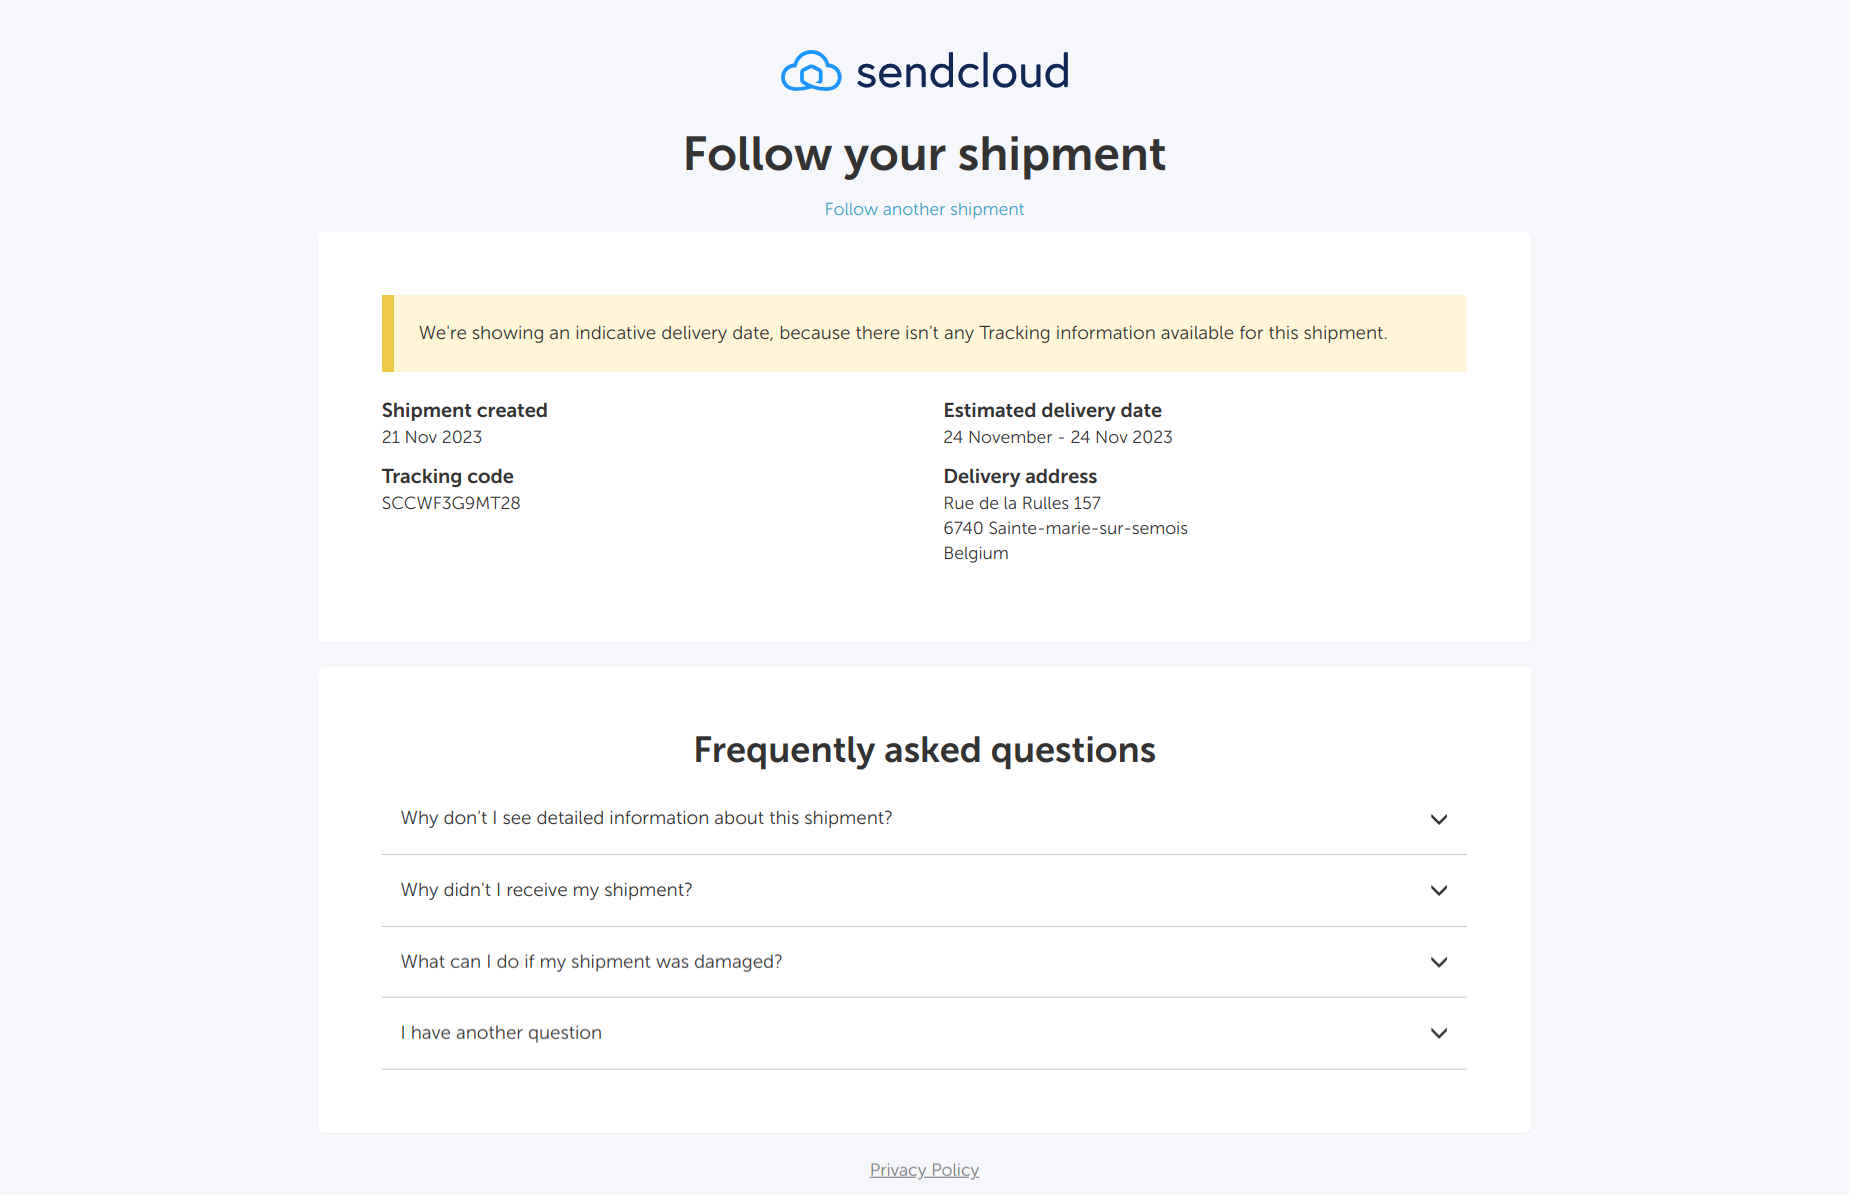 sendcloud
Follow your shipment
Follow another shipment
We're showing an indicative delivery date, because there isn't any Tracking information available for this shipment.
Shipment created
21 Nov 2023
Tracking code
SCCWF3G9MT28
Estimated delivery date
24 November - 24 Nov 2023
Delivery address
Rue de la Rulles 157
6740 Sainte-marie-sur-semois
Belgium
Frequently asked questions
Why don't I see detailed information about this shipment?
Why didn't I receive my shipment?
What can I do if my shipment was damaged?
I have another question
Privacy Policy